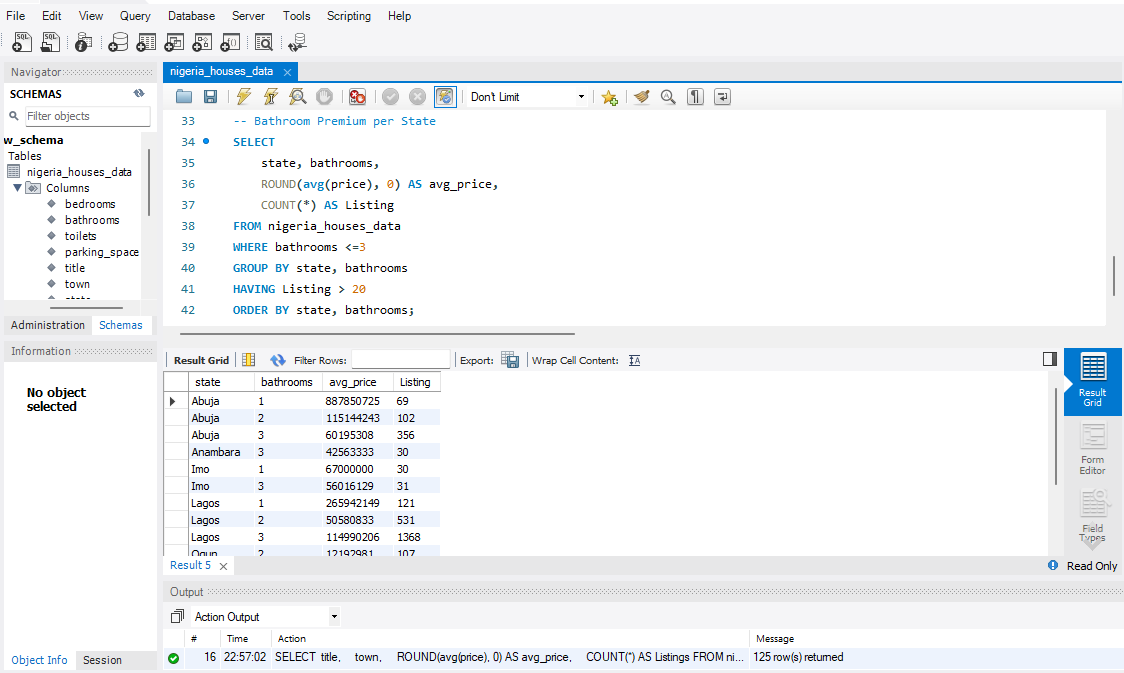 File Edit View Query Database Server Tools Scripting Help
Navigator
nigeria_houses_data
SCHEMAS
Filter objects
w_schema
Tables
nigeria_houses_data
Columns
bedrooms
bathrooms
toilets
parking_space
title
town
state
Administration Schemas
Information
No object
selected
Object Info Session
Don't Limit
33 -- Bathroom Premium per State
34 SELECT
35 state, bathrooms,
36 ROUND(avg(price), 0) AS avg_price,
37 COUNT(*) AS Listing
38 FROM nigeria_houses_data
39 WHERE bathrooms <=3
40 GROUP BY state, bathrooms
41 HAVING Listing > 20
42 ORDER BY state, bathrooms;
Result Grid Filter Rows: Export: Wrap Cell Content:
state bathrooms avg_price Listing
Abuja 1 887850725 69
Abuja 2 115144243 102
Abuja 3 60195308 356
Anambara 3 42563333 30
Imo 1 67000000 30
Imo 3 56016129 31
Lagos 1 265942149 121
Lagos 2 50580833 531
Lagos 3 114990206 1368
Ogun 2 12192981 107
Result
Grid
Form
Editor
Field
Types
Result 5
Read Only
Output
Action Output
# Time Action Message
16 22:57:02 SELECT title, town, ROUND(avg(price), 0) AS avg_price, COUNT(*) AS Listings FROM ni... 125 row(s) returned